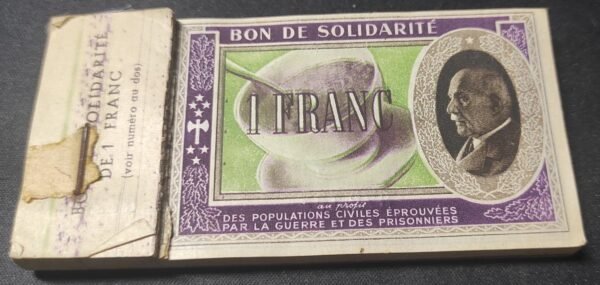 BON DE SOLIDARITÉ
1 FRANC
au profit
DES POPULATIONS CIVILES ÉPROUVÉES
PAR LA GUERRE ET DES PRISONNIERS
SOLIDARITÉ
DE 1 FRANC
(voir numéro au dos)